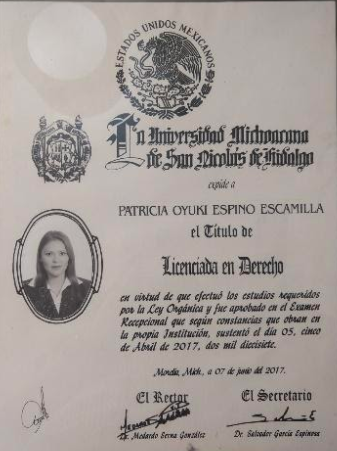 ESTADOS UNIDOS MEXICANOS
La Universidad Michoacana
de San Nicolás de Hidalgo
expide a
PATRICIA OYUKI ESPINO ESCAMILLA
el Título de
Licenciada en Derecho
en virtud de que efectuó los estudios requeridos
por la Ley Orgánica y fue aprobado en el Examen
Recepcional que según constancias que obran en
la propia Institución, sustentó el día 05, cinco
de Abril de 2017, dos mil diecisiete.
Morelia, Mich., a 07 de junio del 2017.
El Rector El Secretario
Dr. Medardo Serna González Dr. Salvador García Espinosa